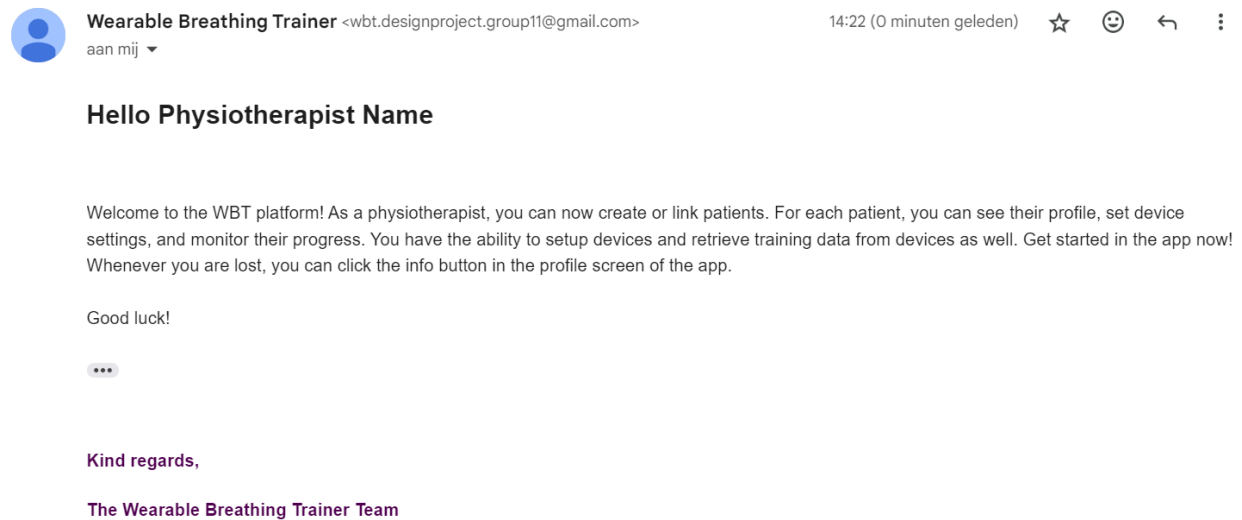 Wearable Breathing Trainer <wbt.designproject.group11@gmail.com> 14:22 (0 minuten geleden)
aan mij
Hello Physiotherapist Name
Welcome to the WBT platform! As a physiotherapist, you can now create or link patients. For each patient, you can see their profile, set device
settings, and monitor their progress. You have the ability to setup devices and retrieve training data from devices as well. Get started in the app now!
Whenever you are lost, you can click the info button in the profile screen of the app.
Good luck!
Kind regards,
The Wearable Breathing Trainer Team